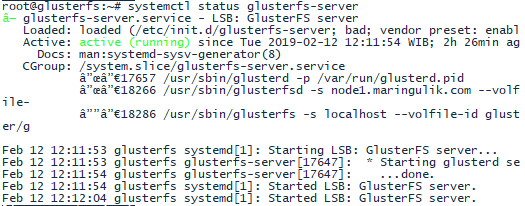 root@glusterfs:~# systemctl status glusterfs-server
â— glusterfs-server.service - LSB: GlusterFS server
   Loaded: loaded (/etc/init.d/glusterfs-server; bad; vendor preset: enabl
   Active: active (running) since Tue 2019-02-12 12:11:54 WIB; 2h 26min ag
     Docs: man:systemd-sysv-generator(8)
   CGroup: /system.slice/glusterfs-server.service
           â”œâ”€17657 /usr/sbin/glusterd -p /var/run/glusterd.pid
           â”œâ”€18266 /usr/sbin/glusterfsd -s node1.maringulik.com --volf
ile-
           â””â”€18286 /usr/sbin/glusterfs -s localhost --volfile-id glust
er/g
Feb 12 12:11:53 glusterfs systemd[1]: Starting LSB: GlusterFS server...
Feb 12 12:11:53 glusterfs glusterfs-server[17647]:  * Starting glusterd se
Feb 12 12:11:54 glusterfs glusterfs-server[17647]:    ...done.
Feb 12 12:11:54 glusterfs systemd[1]: Started LSB: GlusterFS server.
Feb 12 12:12:04 glusterfs systemd[1]: Started LSB: GlusterFS server.